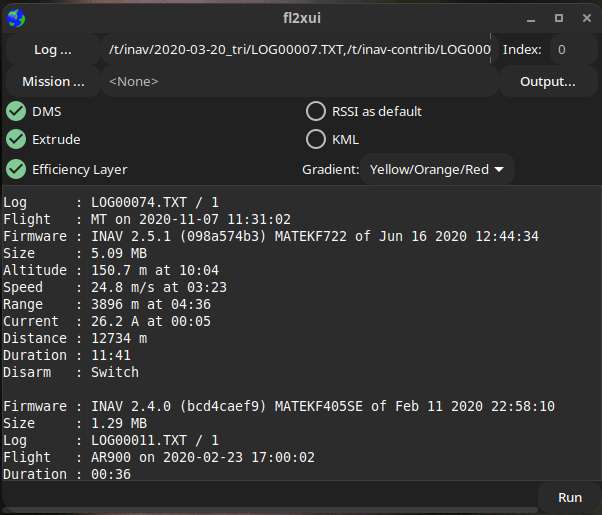 fl2xui
Log ... /t/inav/2020-03-20_tri/LOG00007.TXT,/t/inav-contrib/LOG000 Index: 0
Mission ... <None> Output...
DMS RSSI as default
Extrude KML
Efficiency Layer Gradient: Yellow/Orange/Red
Log : LOG00074.TXT / 1
Flight : MT on 2020-11-07 11:31:02
Firmware : INAV 2.5.1 (098a574b3) MATEKF722 of Jun 16 2020 12:44:34
Size : 5.09 MB
Altitude : 150.7 m at 10:04
Speed : 24.8 m/s at 03:23
Range : 3896 m at 04:36
Current : 26.2 A at 00:05
Distance : 12734 m
Duration : 11:41
Disarm : Switch
Firmware : INAV 2.4.0 (bcd4caef9) MATEKF405SE of Feb 11 2020 22:58:10
Size : 1.29 MB
Log : LOG00011.TXT / 1
Flight : AR900 on 2020-02-23 17:00:02
Duration : 00:36
Run